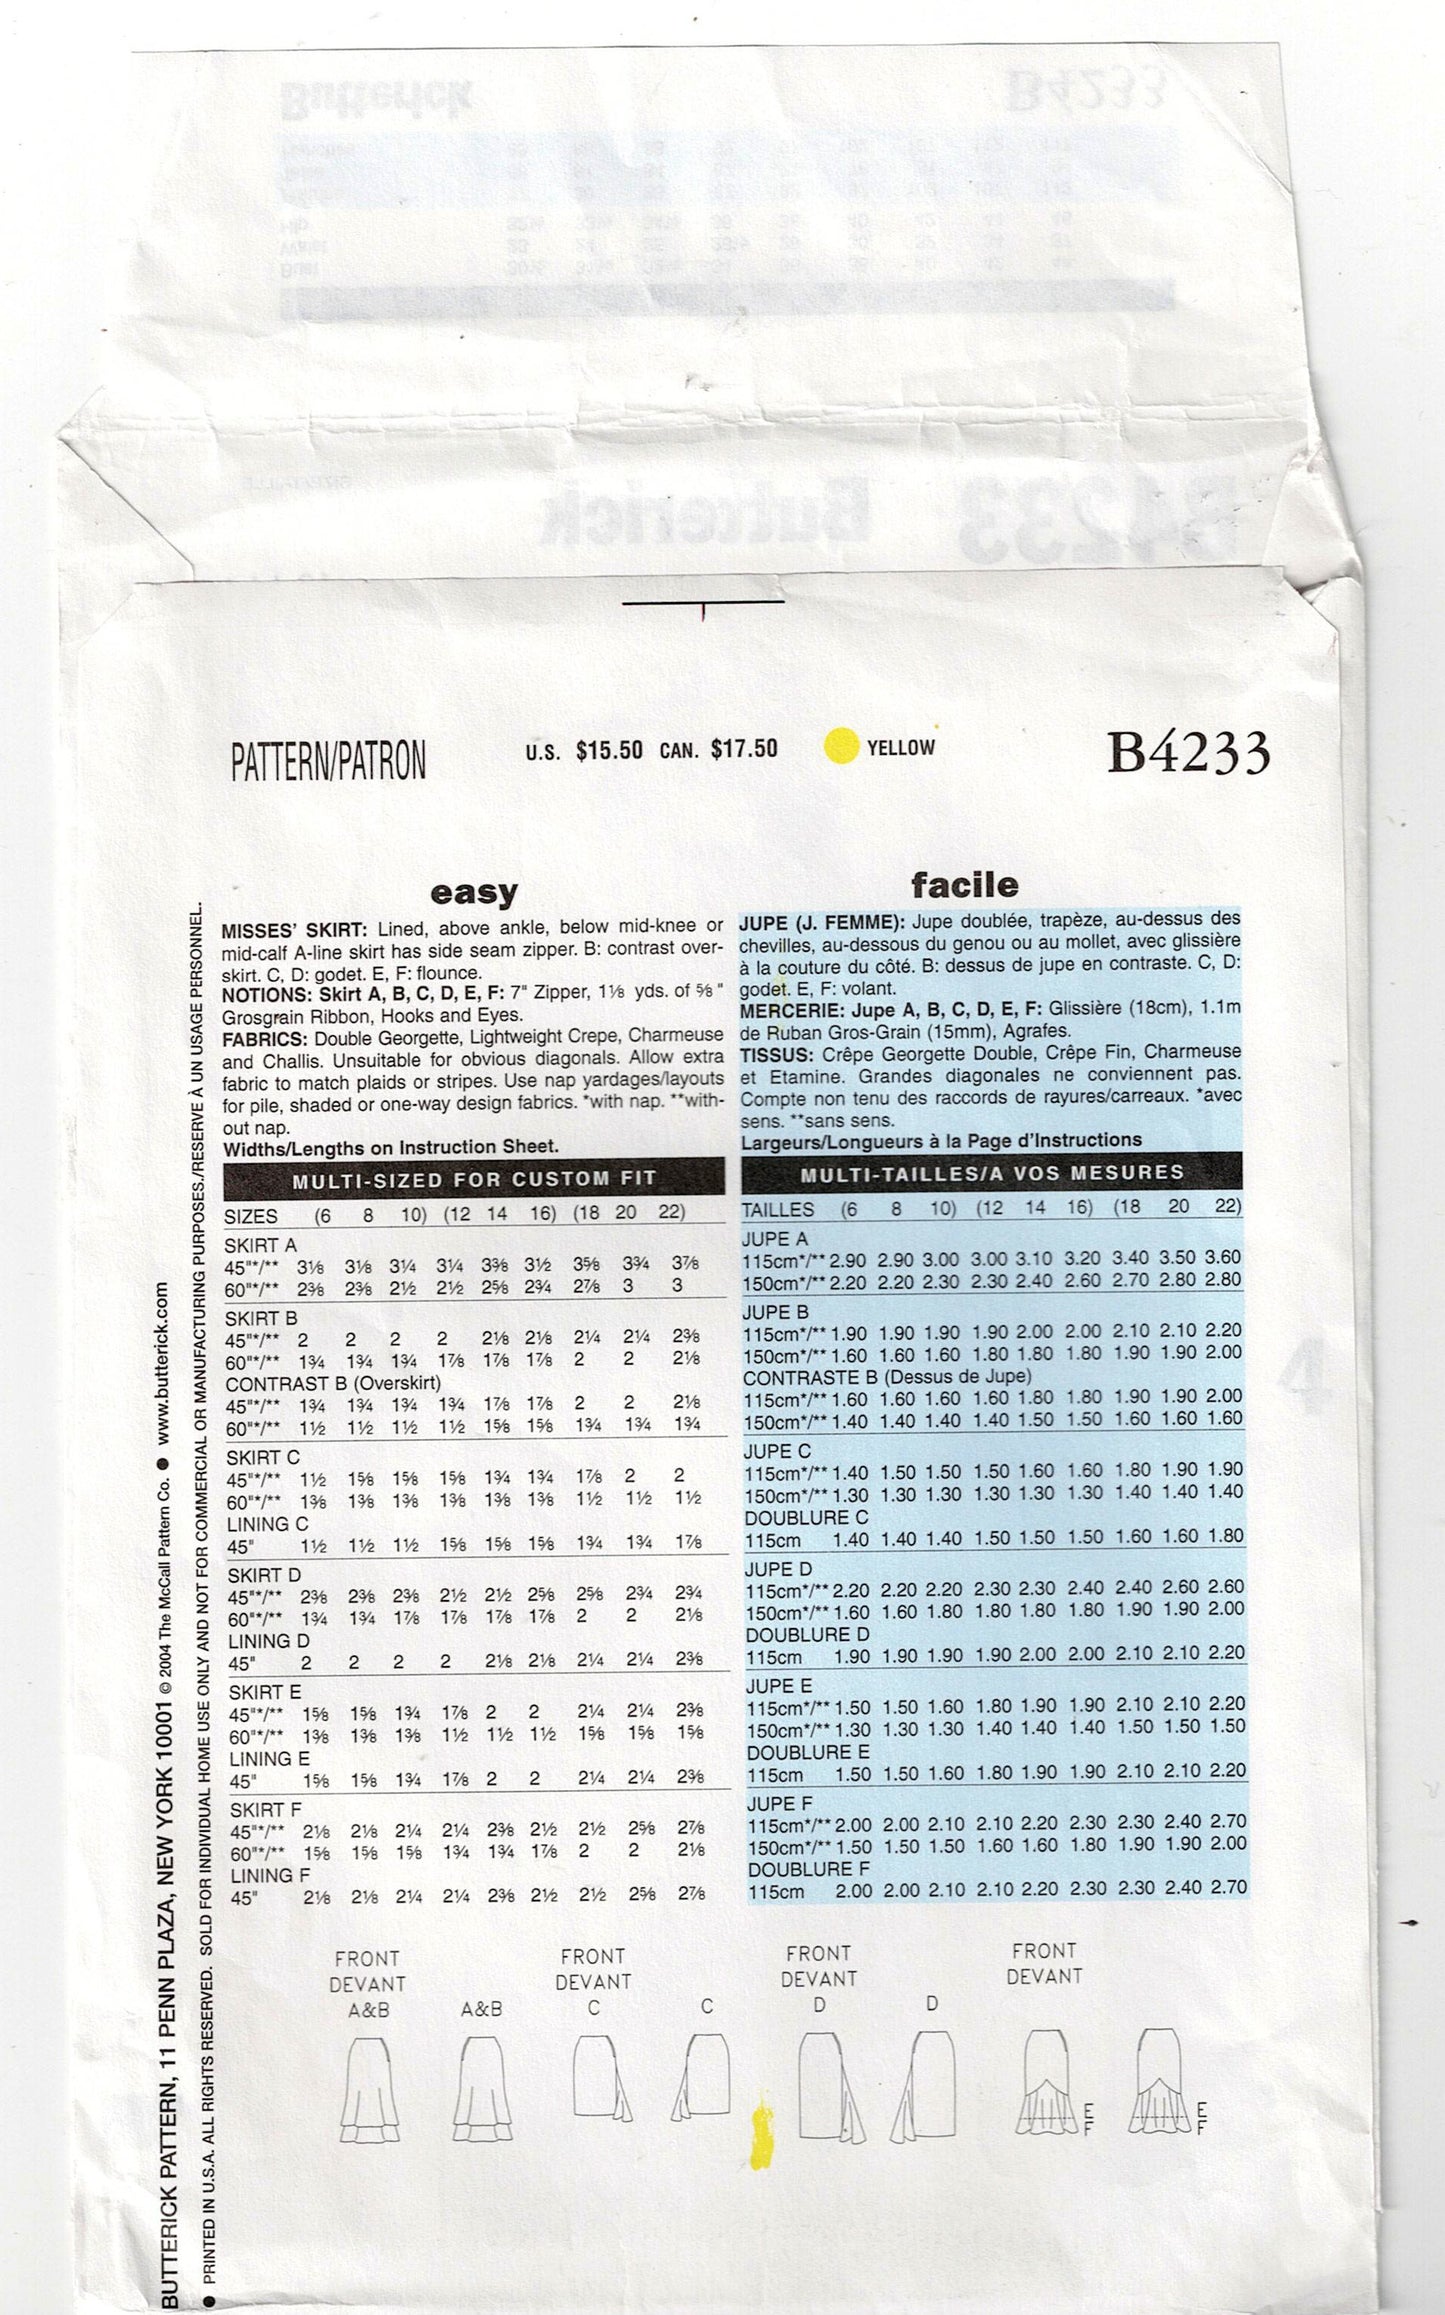 Butterick B4233
Hip
Waist
Bust
B4233 Butterick
PATTERN/PATRON U.S. $15.50 CAN. $17.50 YELLOW B4233
easy
MISSES' SKIRT: Lined, above ankle, below mid-knee or
mid-calf A-line skirt has side seam zipper. B: contrast over-
skirt. C, D: godet. E, F: flounce.
NOTIONS: Skirt A, B, C, D, E, F: 7" Zipper, 1⅛ yds. of ⅝"
Grosgrain Ribbon, Hooks and Eyes.
FABRICS: Double Georgette, Lightweight Crepe, Charmeuse
and Challis. Unsuitable for obvious diagonals. Allow extra
fabric to match plaids or stripes. Use nap yardages/layouts
for pile, shaded or one-way design fabrics. *with nap. **with-
out nap.
Widths/Lengths on Instruction Sheet.
MULTI-SIZED FOR CUSTOM FIT
SIZES (6 8 10) (12 14 16) (18 20 22)
SKIRT A
45"*/** 3⅛ 3⅛ 3¼ 3¼ 3⅜ 3½ 3⅝ 3¾ 3⅞
60"*/** 2⅜ 2⅜ 2½ 2½ 2⅝ 2¾ 2⅞ 3 3
SKIRT B
45"*/** 2 2 2 2 2⅛ 2⅛ 2¼ 2¼ 2⅜
60"*/** 1¾ 1¾ 1¾ 1⅞ 1⅞ 1⅞ 2 2 2⅛
CONTRAST B (Overskirt)
45"*/** 1¾ 1¾ 1¾ 1¾ 1⅞ 1⅞ 2 2 2⅛
60"*/** 1½ 1½ 1½ 1½ 1⅝ 1⅝ 1¾ 1¾ 1¾
SKIRT C
45"*/** 1½ 1⅝ 1⅝ 1⅝ 1¾ 1¾ 1⅞ 2 2
60"*/** 1⅜ 1⅜ 1⅜ 1⅜ 1⅜ 1⅜ 1½ 1½ 1½
LINING C
45" 1½ 1½ 1½ 1⅝ 1⅝ 1⅝ 1¾ 1¾ 1⅞
SKIRT D
45"*/** 2⅜ 2⅜ 2⅜ 2½ 2½ 2⅝ 2⅝ 2¾ 2¾
60"*/** 1¾ 1¾ 1⅞ 1⅞ 1⅞ 1⅞ 2 2 2⅛
LINING D
45" 2 2 2 2 2⅛ 2⅛ 2¼ 2¼ 2⅜
SKIRT E
45"*/** 1⅝ 1⅝ 1¾ 1⅞ 2 2 2¼ 2¼ 2⅜
60"*/** 1⅜ 1⅜ 1⅜ 1½ 1½ 1½ 1⅝ 1⅝ 1⅝
LINING E
45" 1⅝ 1⅝ 1¾ 1⅞ 2 2 2¼ 2¼ 2⅜
SKIRT F
45"*/** 2⅛ 2⅛ 2¼ 2¼ 2⅜ 2½ 2½ 2⅝ 2⅞
60"*/** 1⅝ 1⅝ 1⅝ 1¾ 1¾ 1⅞ 2 2 2⅛
LINING F
45" 2⅛ 2⅛ 2¼ 2¼ 2⅜ 2½ 2½ 2⅝ 2⅞
facile
JUPE (J. FEMME): Jupe doublée, trapèze, au-dessus des
chevilles, au-dessous du genou ou au mollet, avec glissière
à la couture du côté. B: dessus de jupe en contraste. C, D:
godet. E, F: volant.
MERCERIE: Jupe A, B, C, D, E, F: Glissière (18cm), 1.1m
de Ruban Gros-Grain (15mm), Agrafes.
TISSUS: Crêpe Georgette Double, Crêpe Fin, Charmeuse
et Etamine. Grandes diagonales ne conviennent pas.
Compte non tenu des raccords de rayures/carreaux. *avec
sens. **sans sens.
Largeurs/Longueurs à la Page d'Instructions
MULTI-TAILLES/A VOS MESURES
TAILLES (6 8 10) (12 14 16) (18 20 22)
JUPE A
115cm*/** 2.90 2.90 3.00 3.00 3.10 3.20 3.40 3.50 3.60
150cm*/** 2.20 2.20 2.30 2.30 2.40 2.60 2.70 2.80 2.80
JUPE B
115cm*/** 1.90 1.90 1.90 1.90 2.00 2.00 2.10 2.10 2.20
150cm*/** 1.60 1.60 1.60 1.80 1.80 1.80 1.90 1.90 2.00
CONTRASTE B (Dessus de Jupe)
115cm*/** 1.60 1.60 1.60 1.60 1.80 1.80 1.90 1.90 2.00
150cm*/** 1.40 1.40 1.40 1.40 1.50 1.50 1.60 1.60 1.60
JUPE C
115cm*/** 1.40 1.50 1.50 1.50 1.60 1.60 1.80 1.90 1.90
150cm*/** 1.30 1.30 1.30 1.30 1.30 1.30 1.40 1.40 1.40
DOUBLURE C
115cm 1.40 1.40 1.40 1.50 1.50 1.50 1.60 1.60 1.80
JUPE D
115cm*/** 2.20 2.20 2.20 2.30 2.30 2.40 2.40 2.60 2.60
150cm*/** 1.60 1.60 1.80 1.80 1.80 1.80 1.90 1.90 2.00
DOUBLURE D
115cm 1.90 1.90 1.90 1.90 2.00 2.00 2.10 2.10 2.20
JUPE E
115cm*/** 1.50 1.50 1.60 1.80 1.90 1.90 2.10 2.10 2.20
150cm*/** 1.30 1.30 1.30 1.40 1.40 1.40 1.50 1.50 1.50
DOUBLURE E
115cm 1.50 1.50 1.60 1.80 1.90 1.90 2.10 2.10 2.20
JUPE F
115cm*/** 2.00 2.00 2.10 2.10 2.20 2.30 2.30 2.40 2.70
150cm*/** 1.50 1.50 1.50 1.60 1.60 1.80 1.90 1.90 2.00
DOUBLURE F
115cm 2.00 2.00 2.10 2.10 2.20 2.30 2.30 2.40 2.70
FRONT FRONT FRONT FRONT
DEVANT DEVANT DEVANT DEVANT
A&B A&B C C D D
E E
F F
BUTTERICK PATTERN, 11 PENN PLAZA, NEW YORK 10001 © 2004 The McCall Pattern Co. ● www.butterick.com
● PRINTED IN U.S.A. ALL RIGHTS RESERVED. SOLD FOR INDIVIDUAL HOME USE ONLY AND NOT FOR COMMERCIAL OR MANUFACTURING PURPOSES./RESERVE À UN USAGE PERSONNEL.